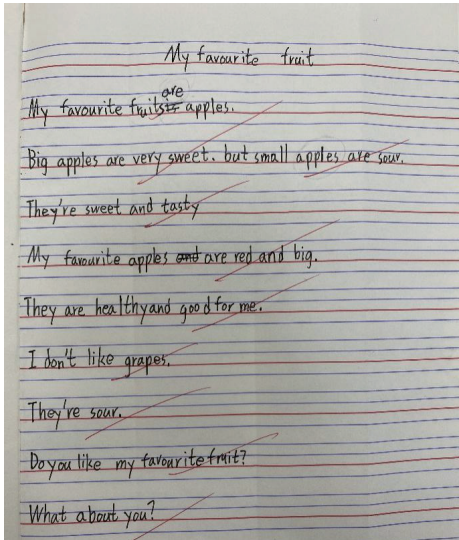 My favourite fruit
My favourite fruits are apples.
Big apples are very sweet. but small apples are sour.
They're sweet and tasty
My favourite apples and are red and big.
They are healthy and good for me.
I don't like grapes.
They're sour.
Do you like my favourite fruit?
What about you?